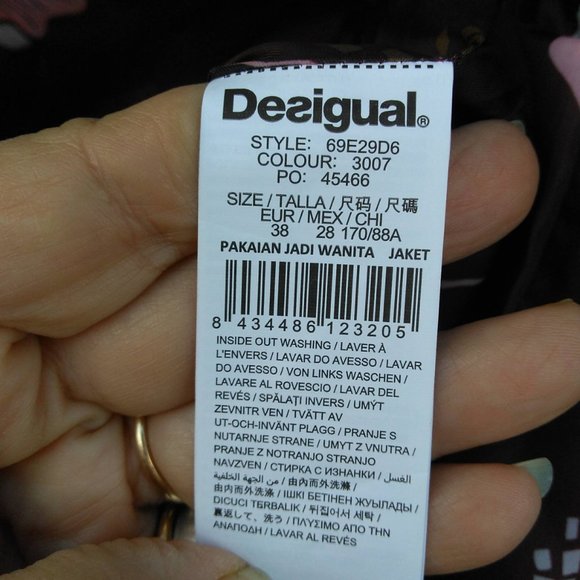 Desigual®
STYLE: 69E29D6
COLOUR: 3007
PO: 45466
SIZE / TALLA / 尺码 / 尺碼
EUR / MEX / CHI
38 28 170/88A
PAKAIAN JADI WANITA JAKET
8 434486 123205
INSIDE OUT WASHING / LAVER À
L'ENVERS / LAVAR DO AVESSO / LAVAR
DO AVESSO / VON LINKS WASCHEN /
LAVARE AL ROVESCIO / LAVAR DEL
REVÉS / SPĂLAȚI INVERS / UMÝT
ZEVNITR VEN / TVÄTT AV
UT-OCH-INVÄNT PLAGG / PRANJE S
NUTARNJE STRANE / UMYT Z VNUTRA /
PRANJE Z NOTRANJO STRANJO
NAVZVEN / СТИРКА С ИЗНАНКИ / الغسيل
من الجهة الخلفية / 由內而外洗滌 /
由内而外洗涤 / ІШКІ БЕТІНЕН ЖУЫЛАДЫ /
DICUCI TERBALIK / 뒤집어서 세탁 /
裏返して、洗う / ΠΛΥΣΙΜΟ ΑΠΟ ΤΗΝ
ΑΝΑΠΟΔΗ / LAVAR AL REVÉS